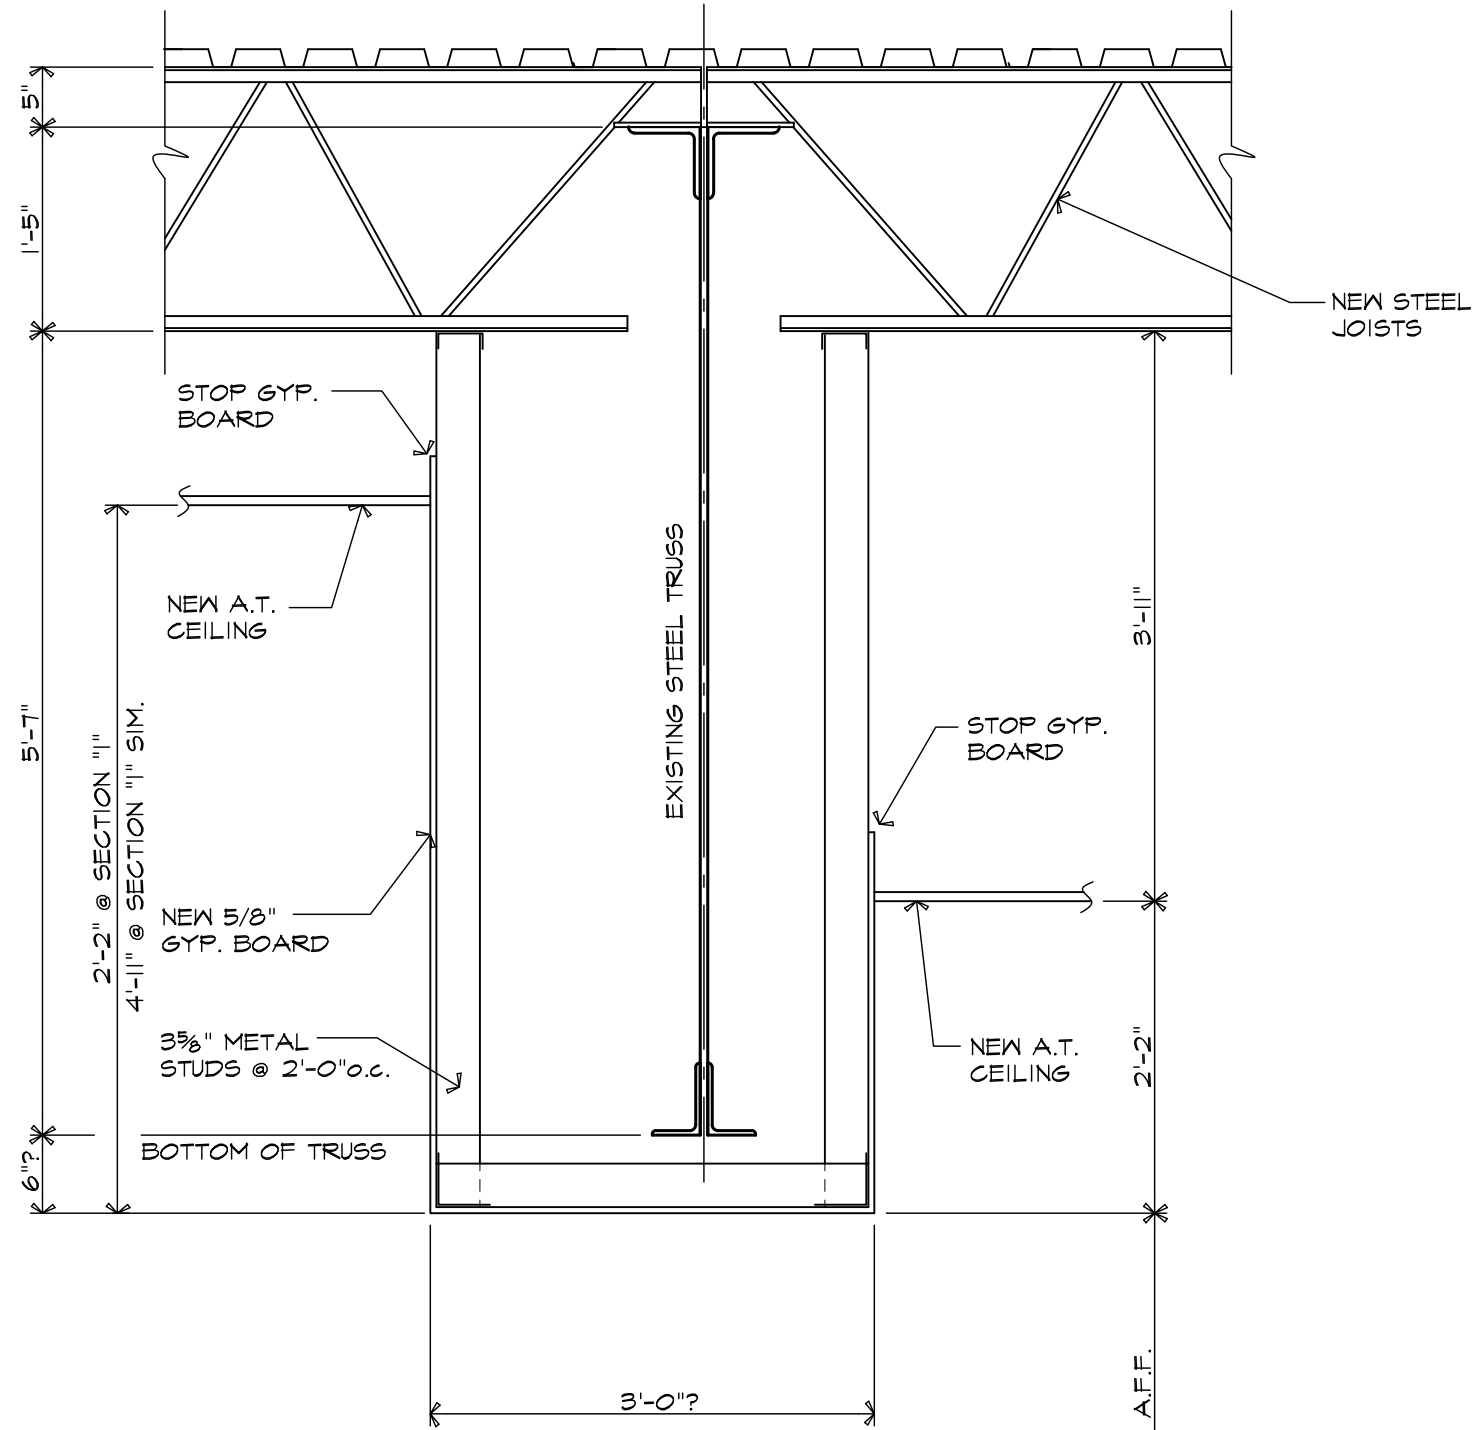 5"
1'-5"
NEW STEEL
JOISTS
STOP GYP.
BOARD
NEW A.T.
CEILING
EXISTING STEEL TRUSS
3'-11"
5'-7"
2'-2" @ SECTION "1"
4'-11" @ SECTION "1" SIM.
STOP GYP.
BOARD
NEW 5/8"
GYP. BOARD
3⅝" METAL
STUDS @ 2'-0"o.c.
NEW A.T.
CEILING
2'-2"
BOTTOM OF TRUSS
6"?
3'-0"?
A.F.F.